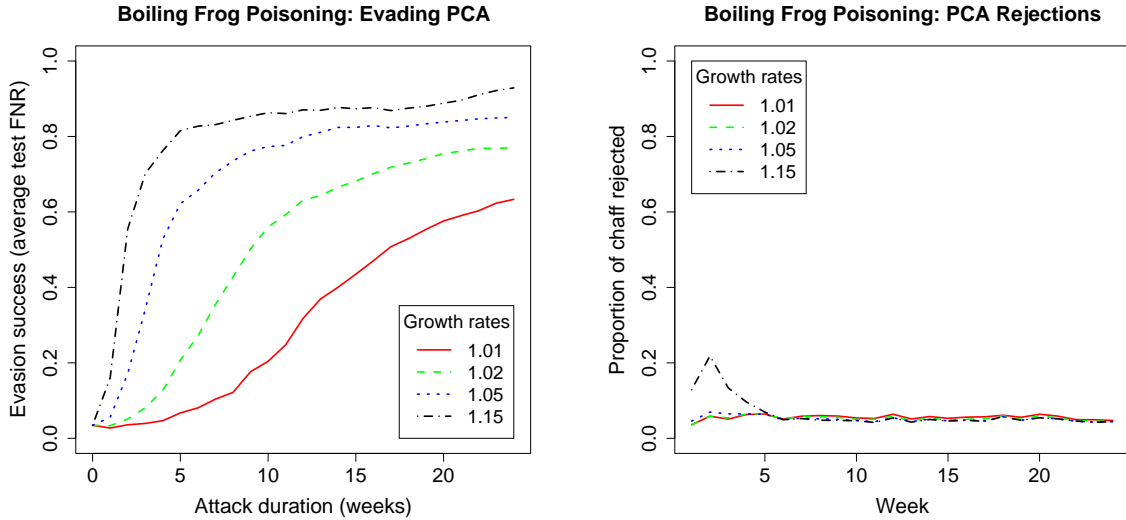 Boiling Frog Poisoning: Evading PCA
Evasion success (average test FNR)
1.0
0.8
0.6
0.4
0.2
0.0
Growth rates
1.01
1.02
1.05
1.15
0 5 10 15 20
Attack duration (weeks)
Boiling Frog Poisoning: PCA Rejections
Proportion of chaff rejected
1.0
0.8
0.6
0.4
0.2
0.0
Growth rates
1.01
1.02
1.05
1.15
5 10 15 20
Week